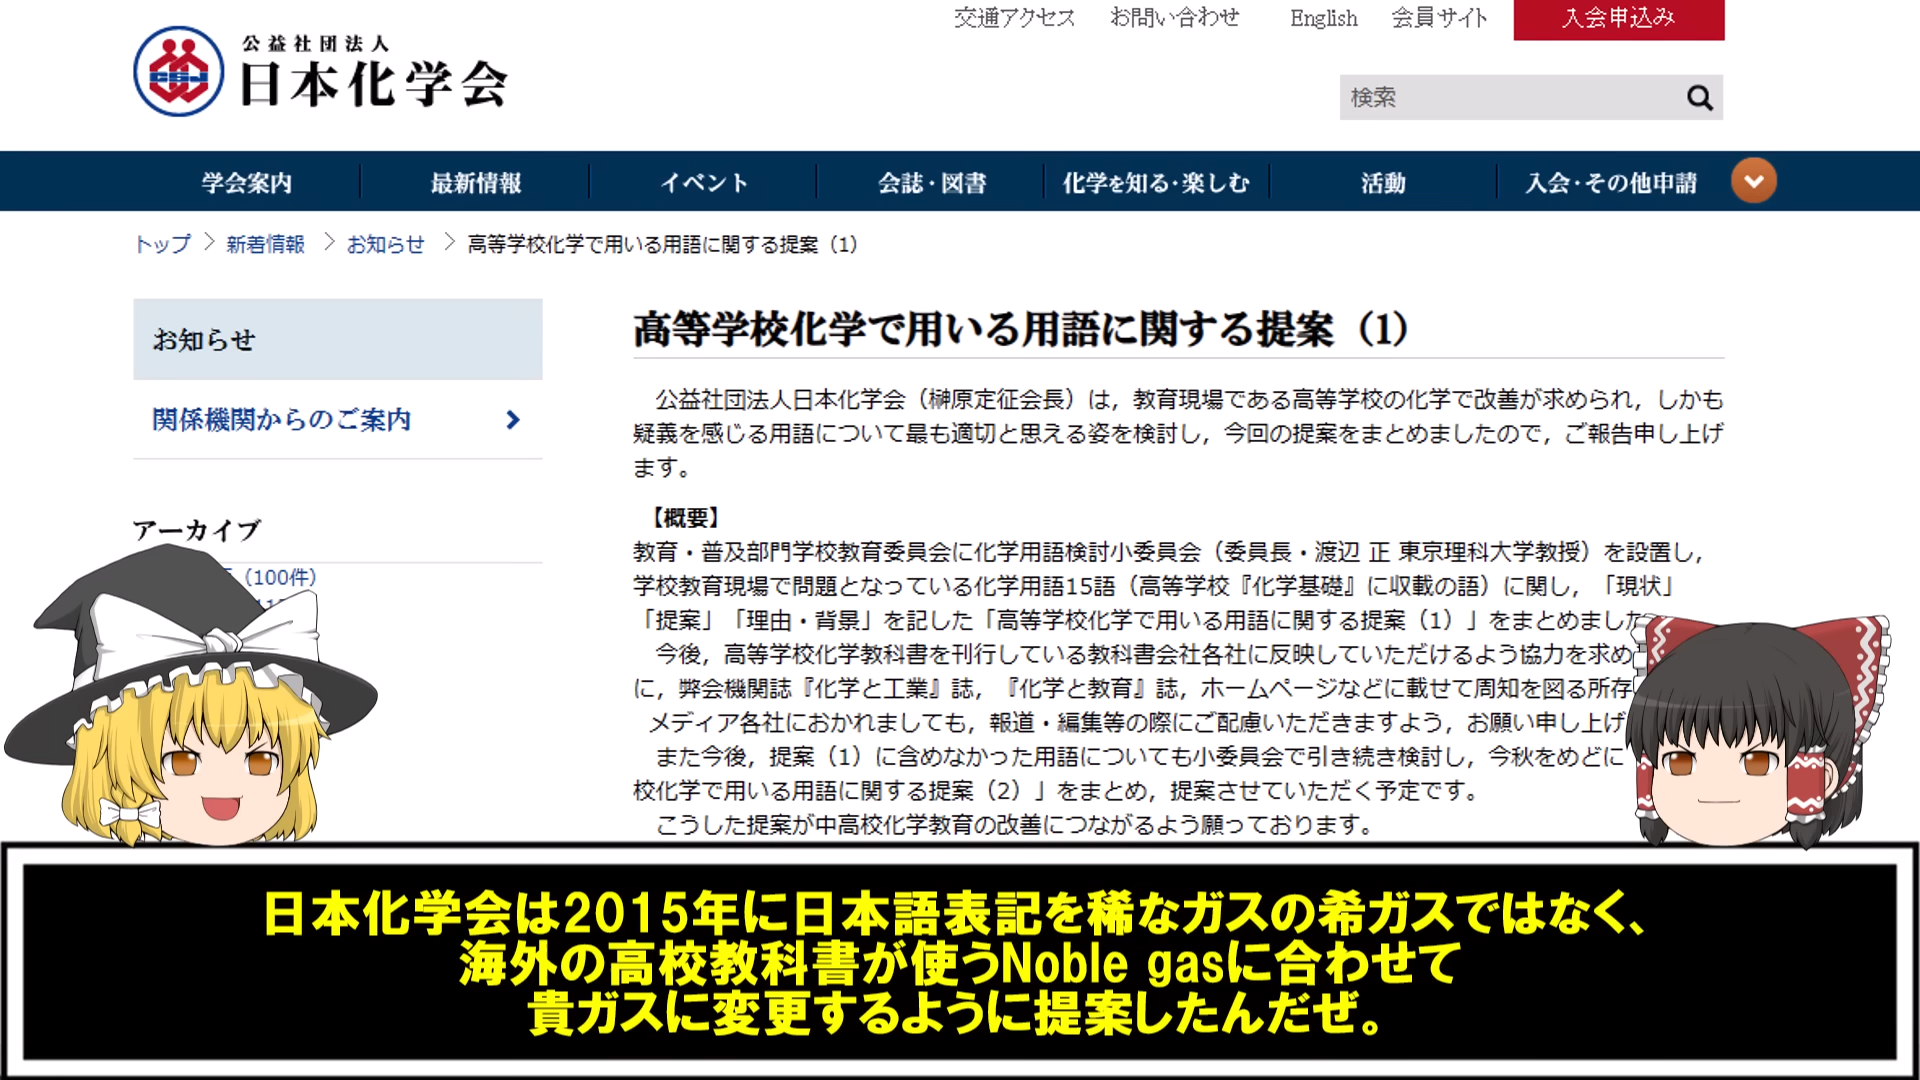 交通アクセス お問い合わせ English 会員サイト 入会申込み
公益社団法人
日本化学会
検索
学会案内 最新情報 イベント 会誌・図書 化学を知る・楽しむ 活動 入会・その他申請
トップ > 新着情報 > お知らせ > 高等学校化学で用いる用語に関する提案（1）
お知らせ
関係機関からのご案内
アーカイブ
（100件）
高等学校化学で用いる用語に関する提案（1）
公益社団法人日本化学会（榊原定征会長）は，教育現場である高等学校の化学で改善が求められ，しかも
疑義を感じる用語について最も適切と思える姿を検討し，今回の提案をまとめましたので，ご報告申し上げ
ます。
【概要】
教育・普及部門学校教育委員会に化学用語検討小委員会（委員長・渡辺 正 東京理科大学教授）を設置し，
学校教育現場で問題となっている化学用語15語（高等学校『化学基礎』に収載の語）に関し，「現状」
「提案」「理由・背景」を記した「高等学校化学で用いる用語に関する提案（1）」をまとめました
今後，高等学校化学教科書を刊行している教科書会社各社に反映していただけるよう協力を求め
に，弊会機関誌『化学と工業』誌，『化学と教育』誌，ホームページなどに載せて周知を図る所存
メディア各社におかれましても，報道・編集等の際にご配慮いただきますよう，お願い申し上げ
また今後，提案（1）に含めなかった用語についても小委員会で引き続き検討し，今秋をめどに
校化学で用いる用語に関する提案（2）」をまとめ，提案させていただく予定です。
こうした提案が中高校化学教育の改善につながるよう願っております。
日本化学会は2015年に日本語表記を稀なガスの希ガスではなく、
海外の高校教科書が使うNoble gasに合わせて
貴ガスに変更するように提案したんだぜ。